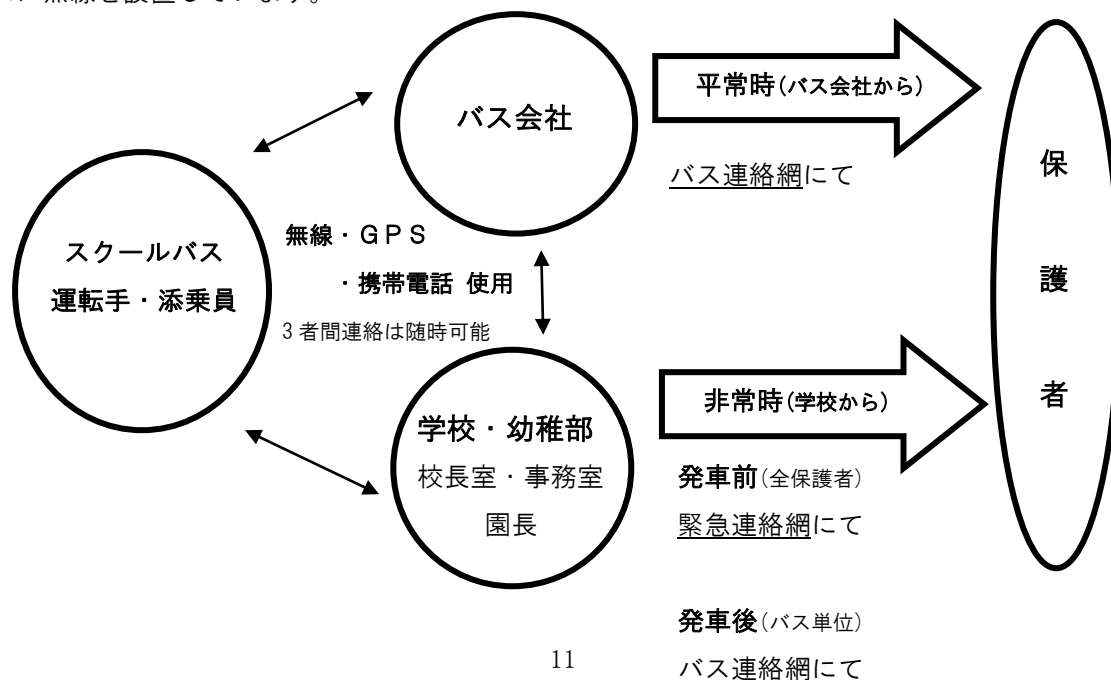 無線を設置しています。
バス会社
平常時(バス会社から)
バス連絡網にて
スクールバス
運転手・添乗員
無線・ＧＰＳ
・携帯電話 使用
3者間連絡は随時可能
保
護
者
学校・幼稚部
校長室・事務室
園長
非常時(学校から)
発車前(全保護者)
緊急連絡網にて
発車後(バス単位)
バス連絡網にて
11